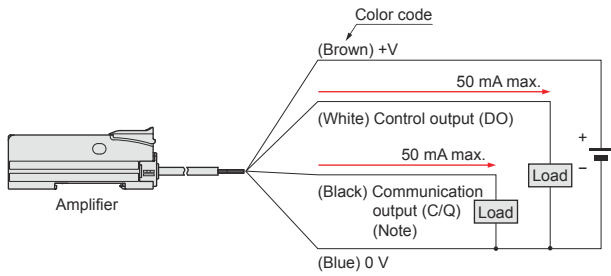 Color code
(Brown) +V
50 mA max.
(White) Control output (DO)
+
−
50 mA max.
Load
(Black) Communication
output (C/Q)
(Note)
Load
Amplifier
(Blue) 0 V